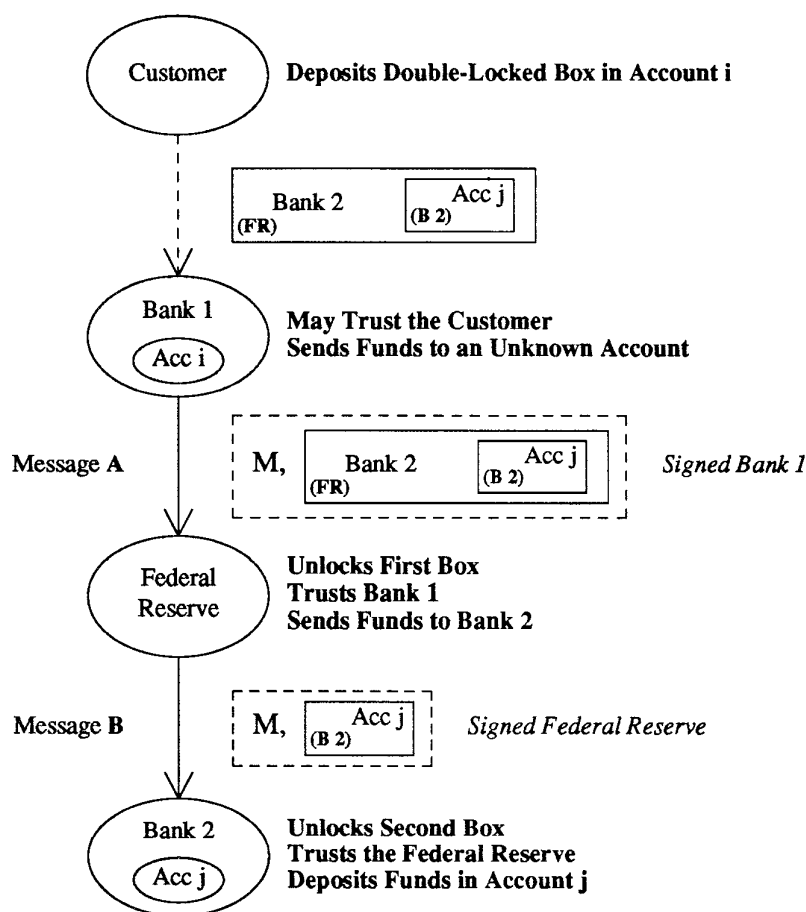 Customer
Deposits Double-Locked Box in Account i
Bank 2
Acc j
(FR)
(B 2)
Bank 1
Acc i
May Trust the Customer
Sends Funds to an Unknown Account
Message A
M,
Bank 2
Acc j
(FR)
(B 2)
Signed Bank 1
Federal
Reserve
Unlocks First Box
Trusts Bank 1
Sends Funds to Bank 2
Message B
M,
Acc j
(B 2)
Signed Federal Reserve
Bank 2
Acc j
Unlocks Second Box
Trusts the Federal Reserve
Deposits Funds in Account j